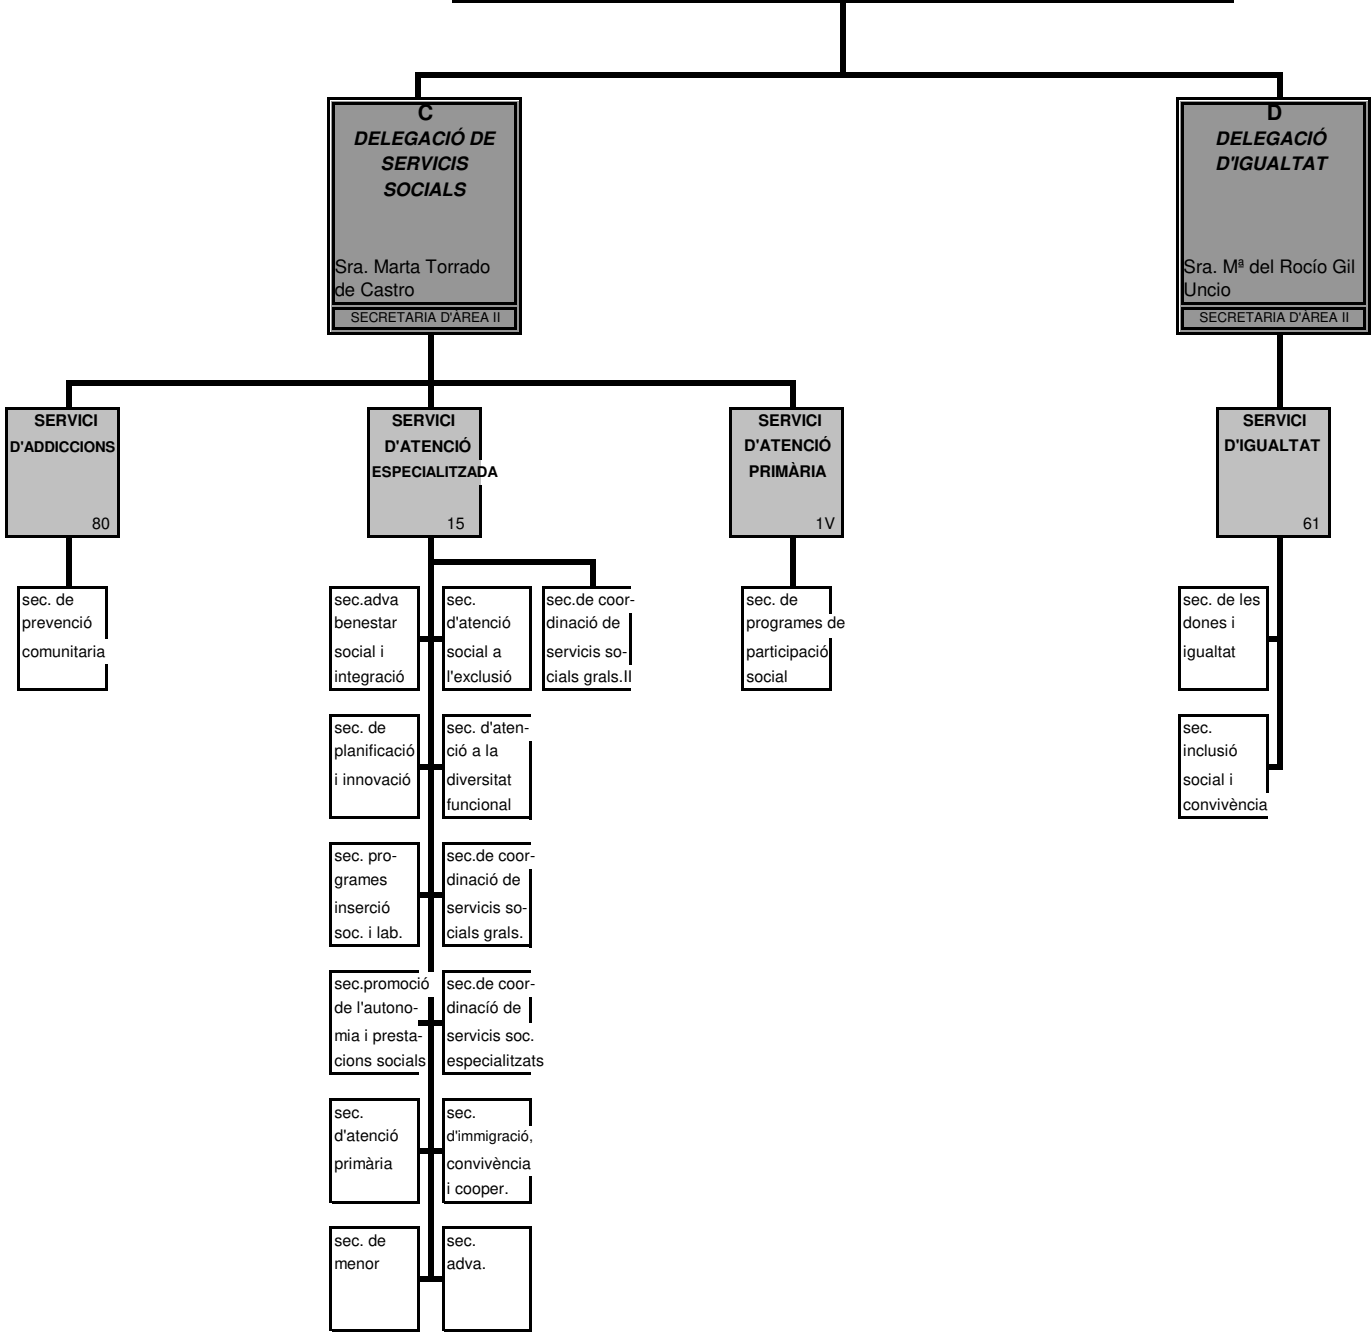 C
DELEGACIÓ DE
SERVICIS
SOCIALS
Sra. Marta Torrado
de Castro
SECRETARIA D'ÀREA II
D
DELEGACIÓ
D'IGUALTAT
Sra. Mª del Rocío Gil
Uncio
SECRETARIA D'ÀREA II
SERVICI
D'ADDICCIONS
80
SERVICI
D'ATENCIÓ
ESPECIALITZADA
15
SERVICI
D'ATENCIÓ
PRIMÀRIA
1V
SERVICI
D'IGUALTAT
61
sec. de
prevenció
comunitaria
sec.adva
benestar
social i
integració
sec.
d'atenció
social a
l'exclusió
sec.de coor-
dinació de
servicis so-
cials grals.II
sec. de
programes de
participació
social
sec. de les
dones i
igualtat
sec. de
planificació
i innovació
sec. d'aten-
ció a la
diversitat
funcional
sec.
inclusió
social i
convivència
sec. pro-
grames
inserció
soc. i lab.
sec.de coor-
dinació de
servicis so-
cials grals.
sec.promoció
de l'autono-
mia i presta-
cions socials
sec.de coor-
dinacíó de
servicis soc.
especialitzats
sec.
d'atenció
primària
sec.
d'immigració,
convivència
i cooper.
sec. de
menor
sec.
adva.